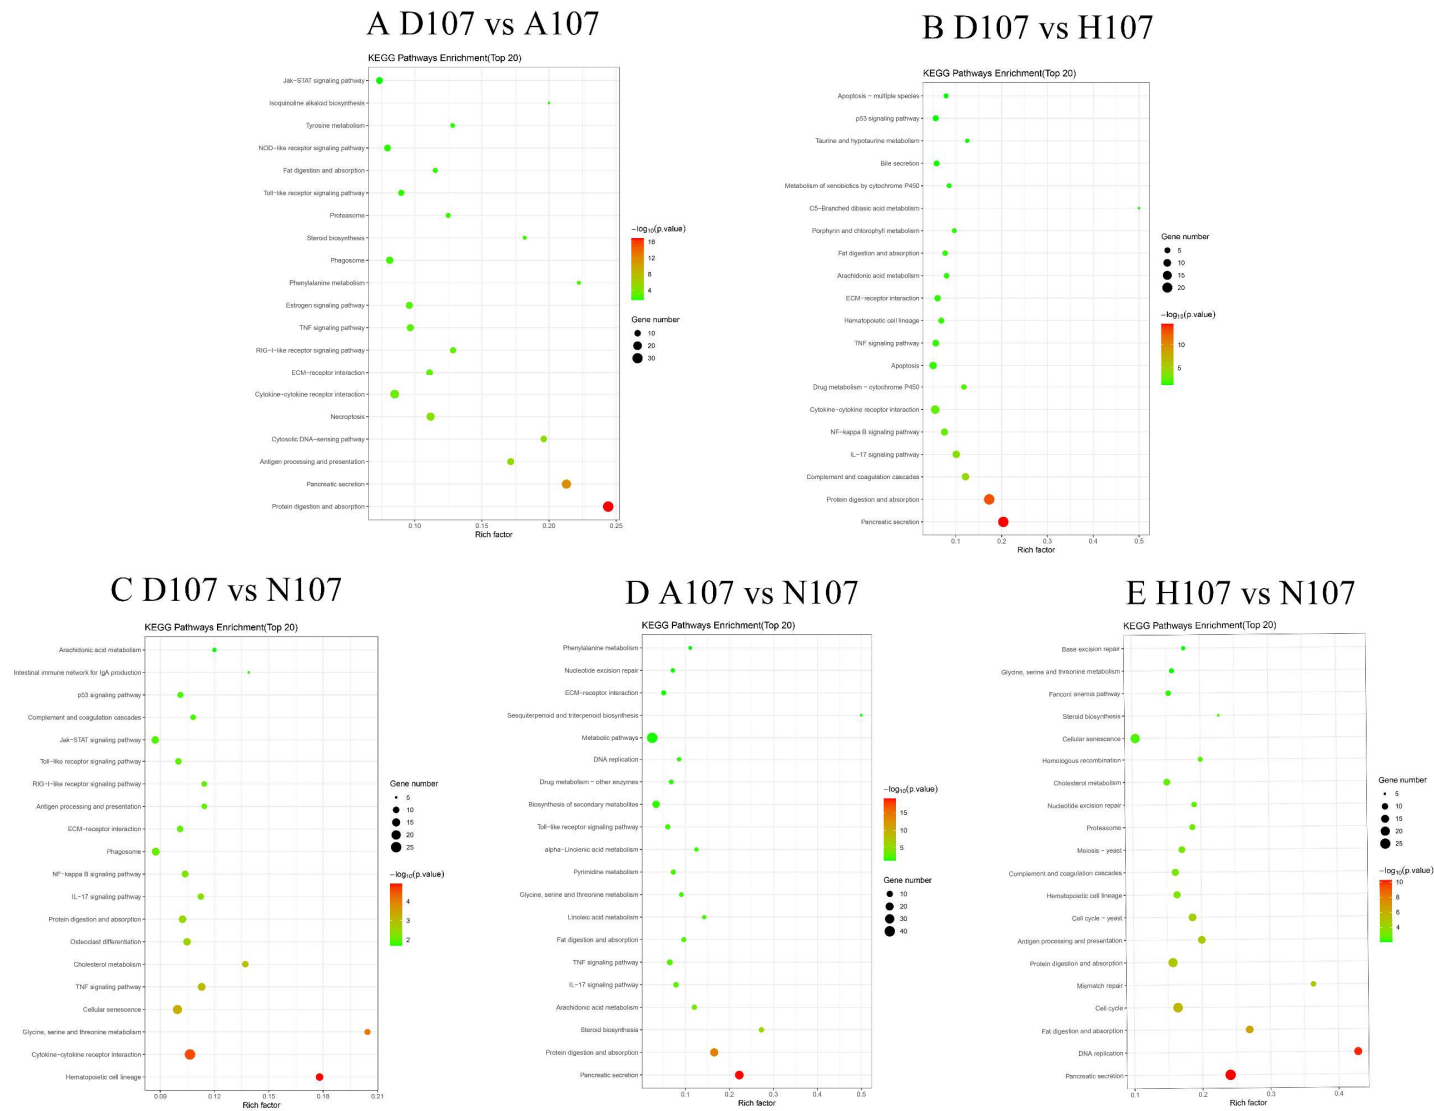 A D107 vs A107
KEGG Pathways Enrichment(Top 20)
Jak−STAT signaling pathway
Isoquinoline alkaloid biosynthesis
Tyrosine metabolism
NOD−like receptor signaling pathway
Fat digestion and absorption
Toll−like receptor signaling pathway
Proteasome
Steroid biosynthesis
Phagosome
Phenylalanine metabolism
Estrogen signaling pathway
TNF signaling pathway
RIG−I−like receptor signaling pathway
ECM−receptor interaction
Cytokine−cytokine receptor interaction
Necroptosis
Cytosolic DNA−sensing pathway
Antigen processing and presentation
Pancreatic secretion
Protein digestion and absorption
0.10 0.15 0.20 0.25
Rich factor
−log10(p.value)
16
12
8
4
Gene number
10
20
30
B D107 vs H107
KEGG Pathways Enrichment(Top 20)
Apoptosis − multiple species
p53 signaling pathway
Taurine and hypotaurine metabolism
Bile secretion
Metabolism of xenobiotics by cytochrome P450
C5−Branched dibasic acid metabolism
Porphyrin and chlorophyll metabolism
Fat digestion and absorption
Arachidonic acid metabolism
ECM−receptor interaction
Hematopoietic cell lineage
TNF signaling pathway
Apoptosis
Drug metabolism − cytochrome P450
Cytokine−cytokine receptor interaction
NF−kappa B signaling pathway
IL−17 signaling pathway
Complement and coagulation cascades
Protein digestion and absorption
Pancreatic secretion
0.1 0.2 0.3 0.4 0.5
Rich factor
Gene number
5
10
15
20
−log10(p.value)
10
5
C D107 vs N107
KEGG Pathways Enrichment(Top 20)
Arachidonic acid metabolism
Intestinal immune network for IgA production
p53 signaling pathway
Complement and coagulation cascades
Jak−STAT signaling pathway
Toll−like receptor signaling pathway
RIG−I−like receptor signaling pathway
Antigen processing and presentation
ECM−receptor interaction
Phagosome
NF−kappa B signaling pathway
IL−17 signaling pathway
Protein digestion and absorption
Osteoclast differentiation
Cholesterol metabolism
TNF signaling pathway
Cellular senescence
Glycine, serine and threonine metabolism
Cytokine−cytokine receptor interaction
Hematopoietic cell lineage
0.09 0.12 0.15 0.18 0.21
Rich factor
Gene number
5
10
15
20
25
−log10(p.value)
4
3
2
D A107 vs N107
KEGG Pathways Enrichment(Top 20)
Phenylalanine metabolism
Nucleotide excision repair
ECM−receptor interaction
Sesquiterpenoid and triterpenoid biosynthesis
Metabolic pathways
DNA replication
Drug metabolism − other enzymes
Biosynthesis of secondary metabolites
Toll−like receptor signaling pathway
alpha−Linolenic acid metabolism
Pyrimidine metabolism
Glycine, serine and threonine metabolism
Linoleic acid metabolism
Fat digestion and absorption
TNF signaling pathway
IL−17 signaling pathway
Arachidonic acid metabolism
Steroid biosynthesis
Protein digestion and absorption
Pancreatic secretion
0.1 0.2 0.3 0.4 0.5
Rich factor
−log10(p.value)
15
10
5
Gene number
10
20
30
40
E H107 vs N107
KEGG Pathways Enrichment(Top 20)
Base excision repair
Glycine, serine and threonine metabolism
Fanconi anemia pathway
Steroid biosynthesis
Cellular senescence
Homologous recombination
Cholesterol metabolism
Nucleotide excision repair
Proteasome
Meiosis − yeast
Complement and coagulation cascades
Hematopoietic cell lineage
Cell cycle − yeast
Antigen processing and presentation
Protein digestion and absorption
Mismatch repair
Cell cycle
Fat digestion and absorption
DNA replication
Pancreatic secretion
0.1 0.2 0.3 0.4
Rich factor
Gene number
5
10
15
20
25
−log10(p.value)
10
8
6
4